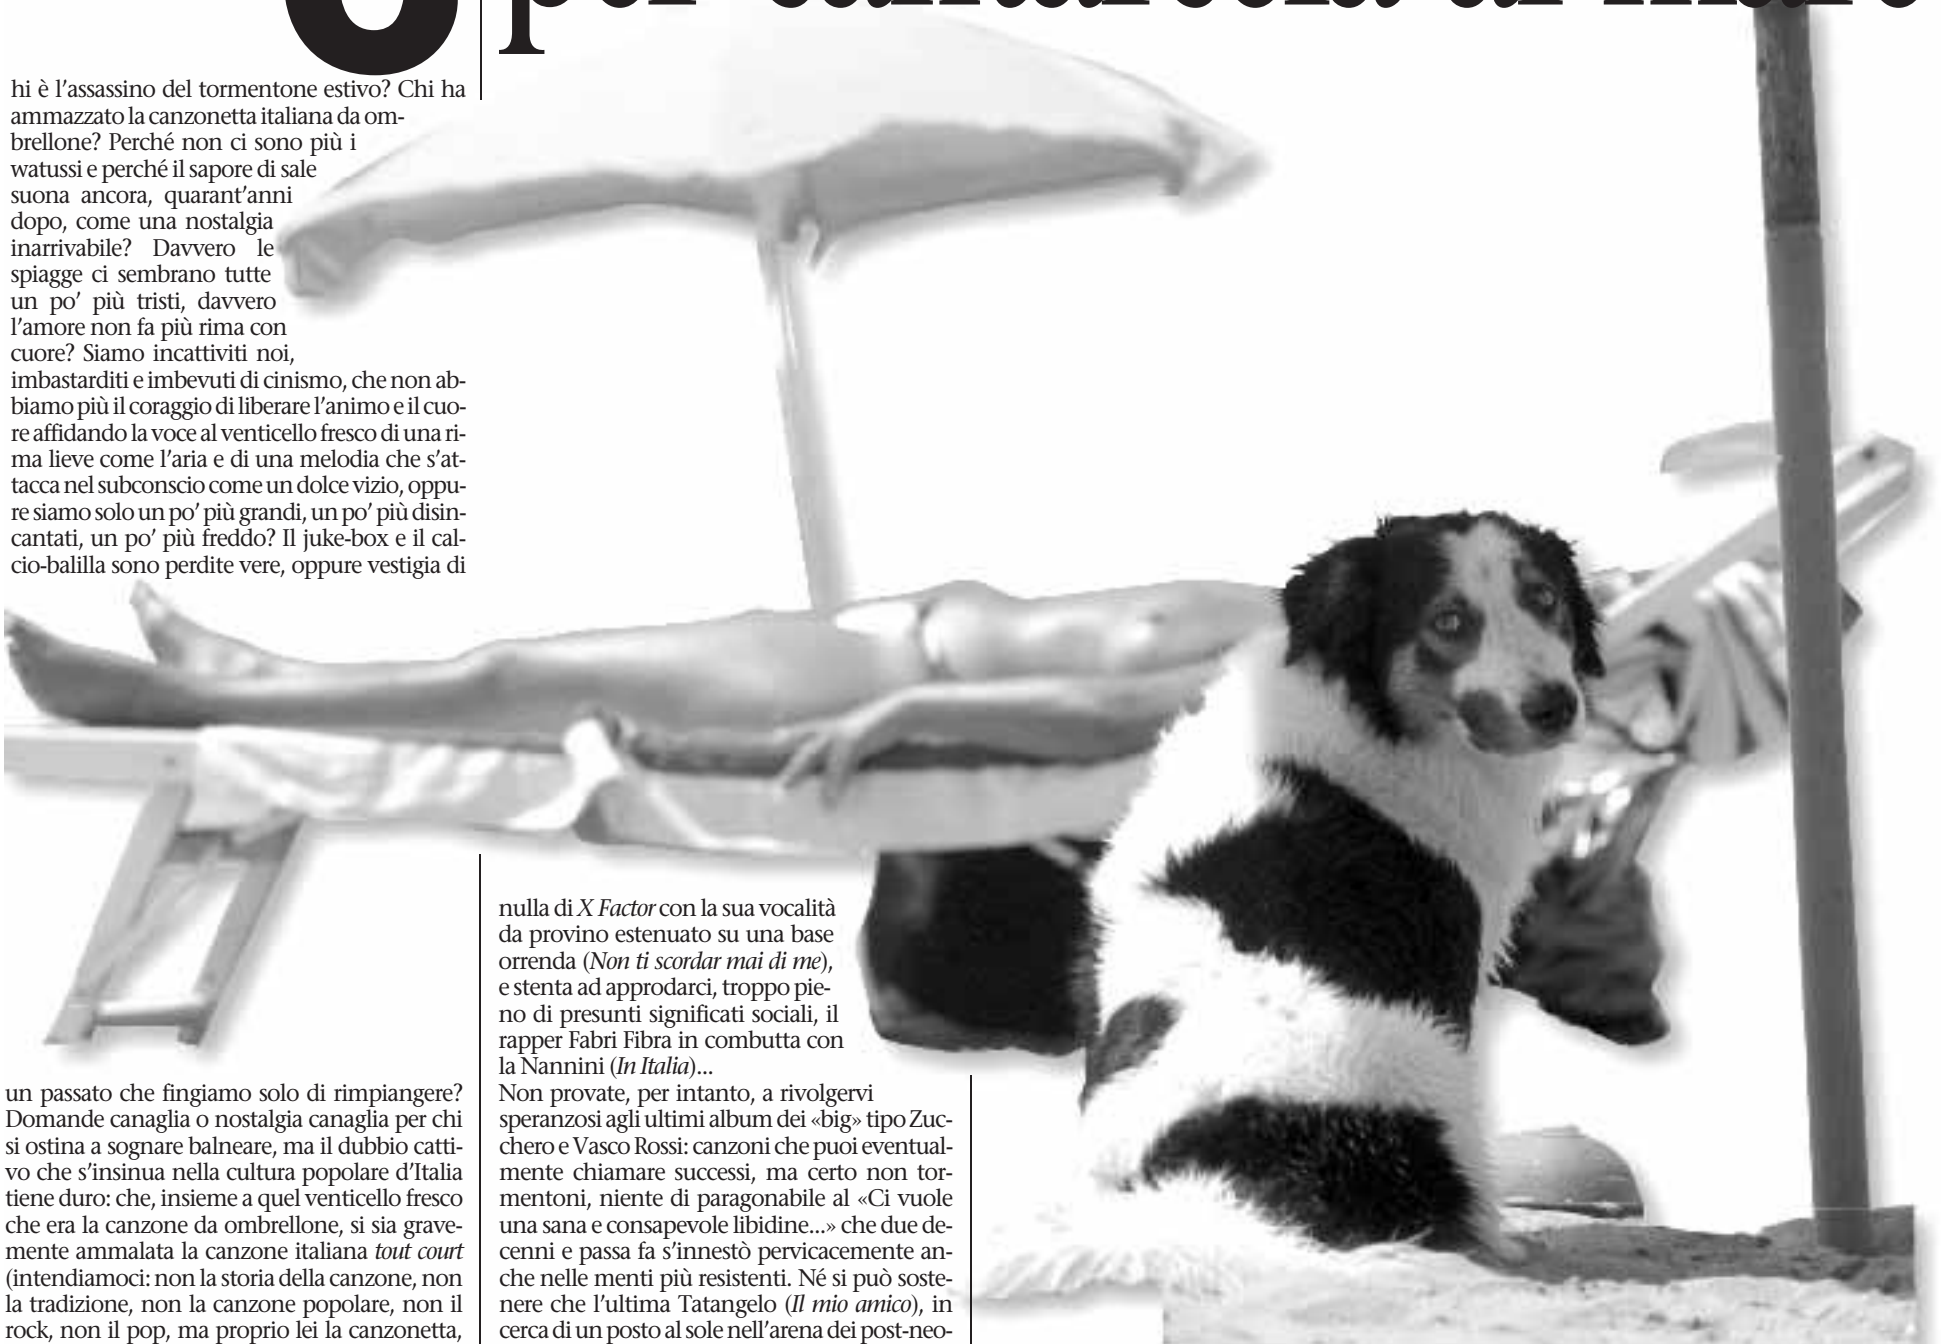 per cantarcela al mare
hi è l'assassino del tormentone estivo? Chi ha
ammazzato la canzonetta italiana da om-
brellone? Perché non ci sono più i
watussi e perché il sapore di sale
suona ancora, quarant'anni
dopo, come una nostalgia
inarrivabile? Davvero le
spiagge ci sembrano tutte
un po' più tristi, davvero
l'amore non fa più rima con
cuore? Siamo incattiviti noi,
imbastarditi e imbevuti di cinismo, che non ab-
biamo più il coraggio di liberare l'animo e il cuo-
re affidando la voce al venticello fresco di una ri-
ma lieve come l'aria e di una melodia che s'at-
tacca nel subconscio come un dolce vizio, oppu-
re siamo solo un po' più grandi, un po' più disin-
cantati, un po' più freddo? Il juke-box e il cal-
cio-balilla sono perdite vere, oppure vestigia di
un passato che fingiamo solo di rimpiangere?
Domande canaglia o nostalgia canaglia per chi
si ostina a sognare balneare, ma il dubbio catti-
vo che s'insinua nella cultura popolare d'Italia
tiene duro: che, insieme a quel venticello fresco
che era la canzone da ombrellone, si sia grave-
mente ammalata la canzone italiana tout court
(intendiamoci: non la storia della canzone, non
la tradizione, non la canzone popolare, non il
rock, non il pop, ma proprio lei la canzonetta,
nulla di X Factor con la sua vocalità
da provino estenuato su una base
orrenda (Non ti scordar mai di me),
e stenta ad approdarci, troppo pie-
no di presunti significati sociali, il
rapper Fabri Fibra in combutta con
la Nannini (In Italia)...
Non provate, per intanto, a rivolgervi
speranzosi agli ultimi album dei «big» tipo Zuc-
chero e Vasco Rossi: canzoni che puoi eventual-
mente chiamare successi, ma certo non tor-
mentoni, niente di paragonabile al «Ci vuole
una sana e consapevole libidine...» che due de-
cenni e passa fa s'innestò pervicacemente an-
che nelle menti più resistenti. Né si può soste-
nere che l'ultima Tatangelo (Il mio amico), in
cerca di un posto al sole nell'arena dei post-neo-